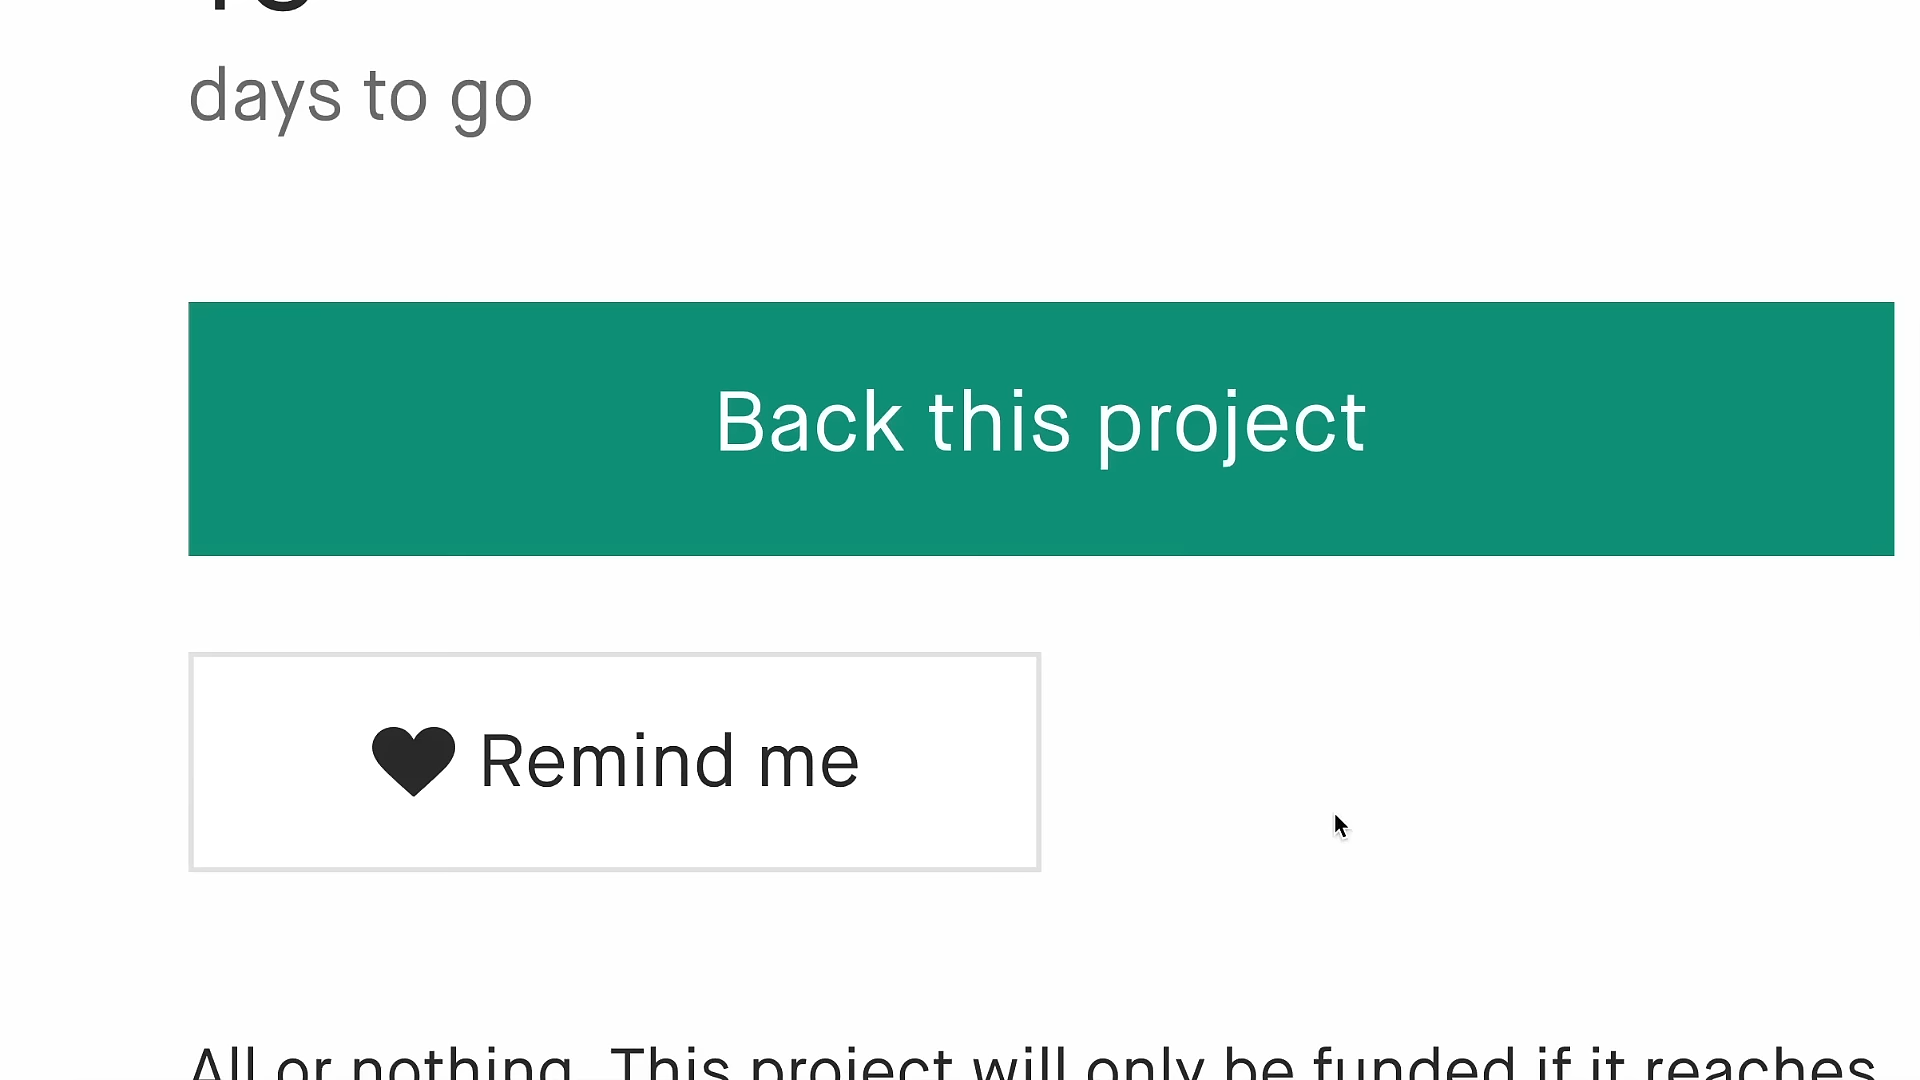 days to go
Back this project
Remind me
All or nothing. This project will only be funded if it reaches